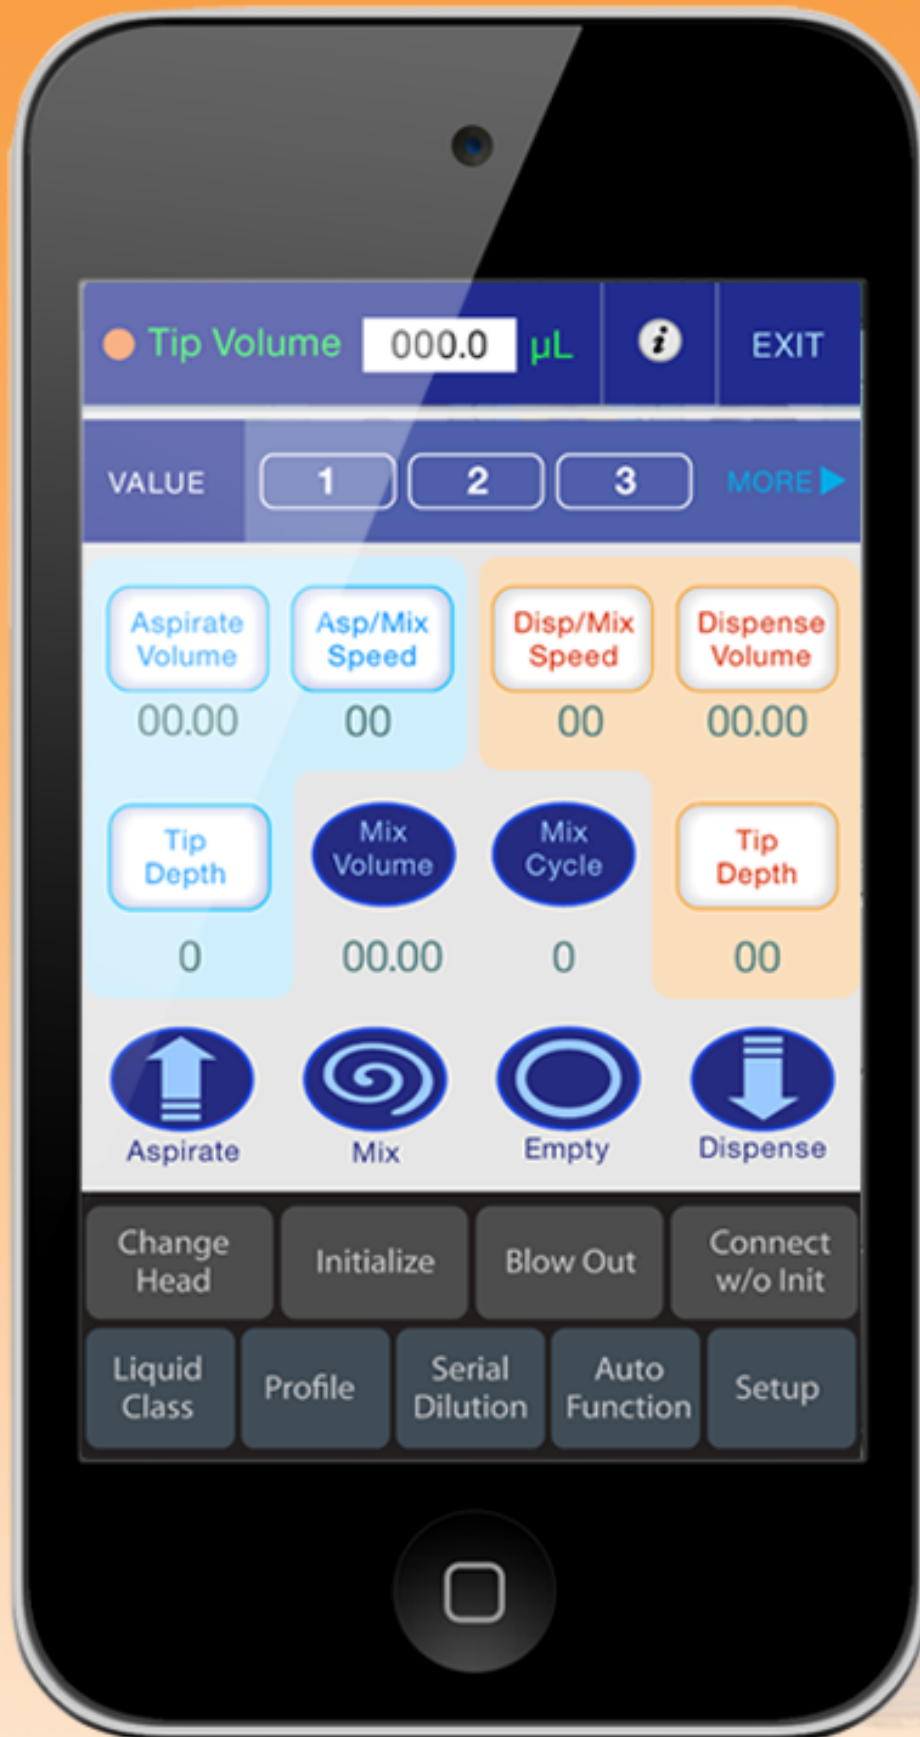 Tip Volume 000.0 µL i EXIT
VALUE 1 2 3 MORE
Aspirate Volume
Asp/Mix Speed
Disp/Mix Speed
Dispense Volume
00.00 00 00 00.00
Tip Depth
Mix Volume
Mix Cycle
Tip Depth
0 00.00 0 00
Aspirate Mix Empty Dispense
Change Head
Initialize
Blow Out
Connect w/o Init
Liquid Class
Profile
Serial Dilution
Auto Function
Setup